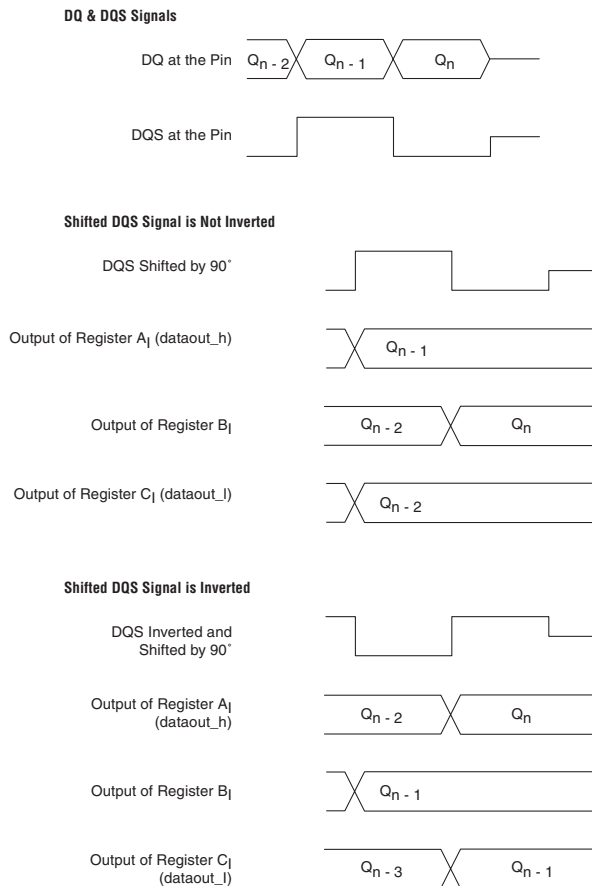 DQ & DQS Signals
DQ at the Pin
Qn - 2 Qn - 1 Qn
DQS at the Pin
Shifted DQS Signal is Not Inverted
DQS Shifted by 90˚
Output of Register AI (dataout_h)
Qn - 1
Output of Register BI
Qn - 2 Qn
Output of Register CI (dataout_l)
Qn - 2
Shifted DQS Signal is Inverted
DQS Inverted and
Shifted by 90˚
Output of Register AI
(dataout_h)
Qn - 2 Qn
Output of Register BI
Qn - 1
Output of Register CI
(dataout_l)
Qn - 3 Qn - 1